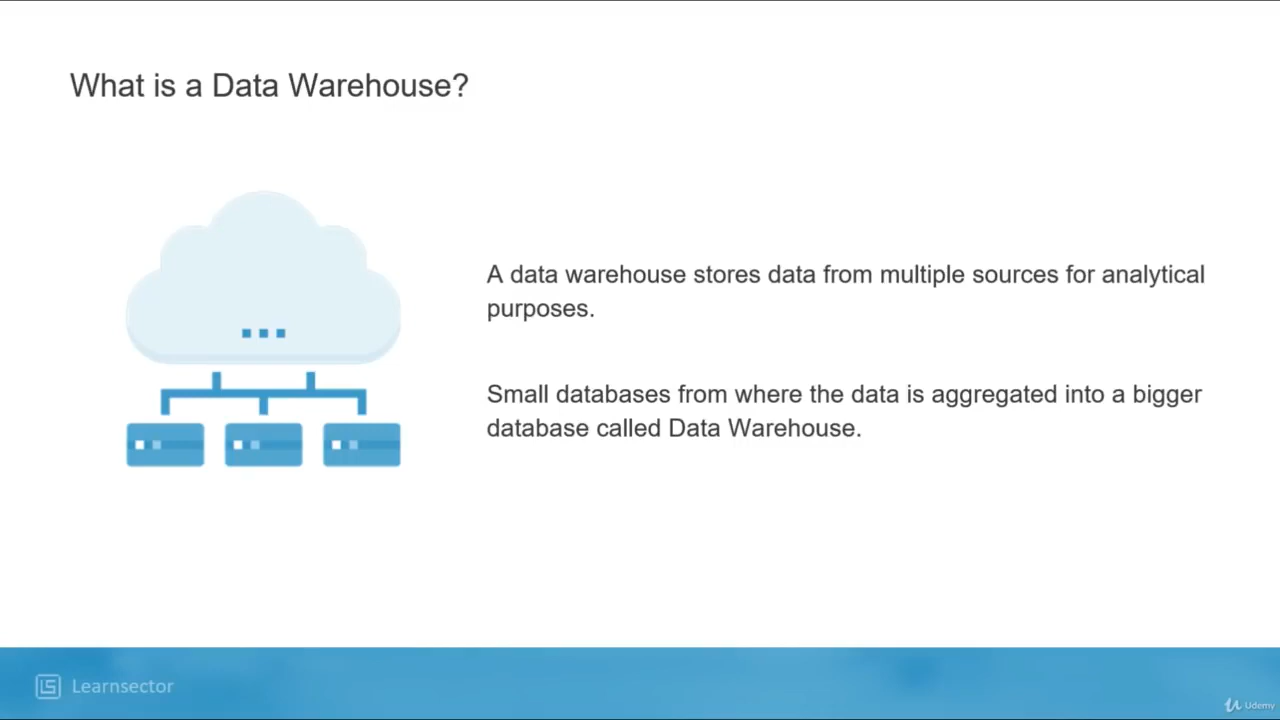 What is a Data Warehouse?
A data warehouse stores data from multiple sources for analytical
purposes.
Small databases from where the data is aggregated into a bigger
database called Data Warehouse.
LS Learnsector
Udemy